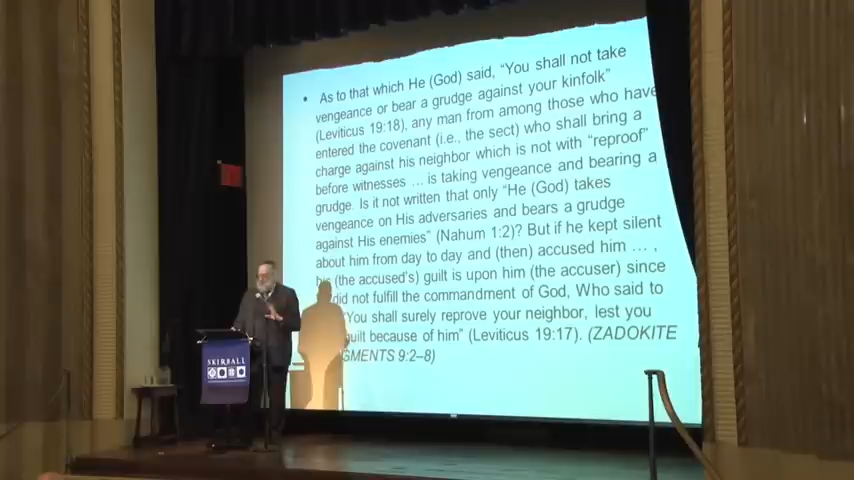 • As to that which He (God) said, “You shall not take
vengeance or bear a grudge against your kinfolk”
(Leviticus 19:18), any man from among those who have
entered the covenant (i.e., the sect) who shall bring a
charge against his neighbor which is not with “reproof”
before witnesses … is taking vengeance and bearing a
grudge. Is it not written that only “He (God) takes
vengeance on His adversaries and bears a grudge
against His enemies” (Nahum 1:2)? But if he kept silent
about him from day to day and (then) accused him … ,
(the accused’s) guilt is upon him (the accuser) since
did not fulfill the commandment of God, Who said to
“You shall surely reprove your neighbor, lest you
guilt because of him” (Leviticus 19:17). (ZADOKITE
GMENTS 9:2–8)
SKIRBALL